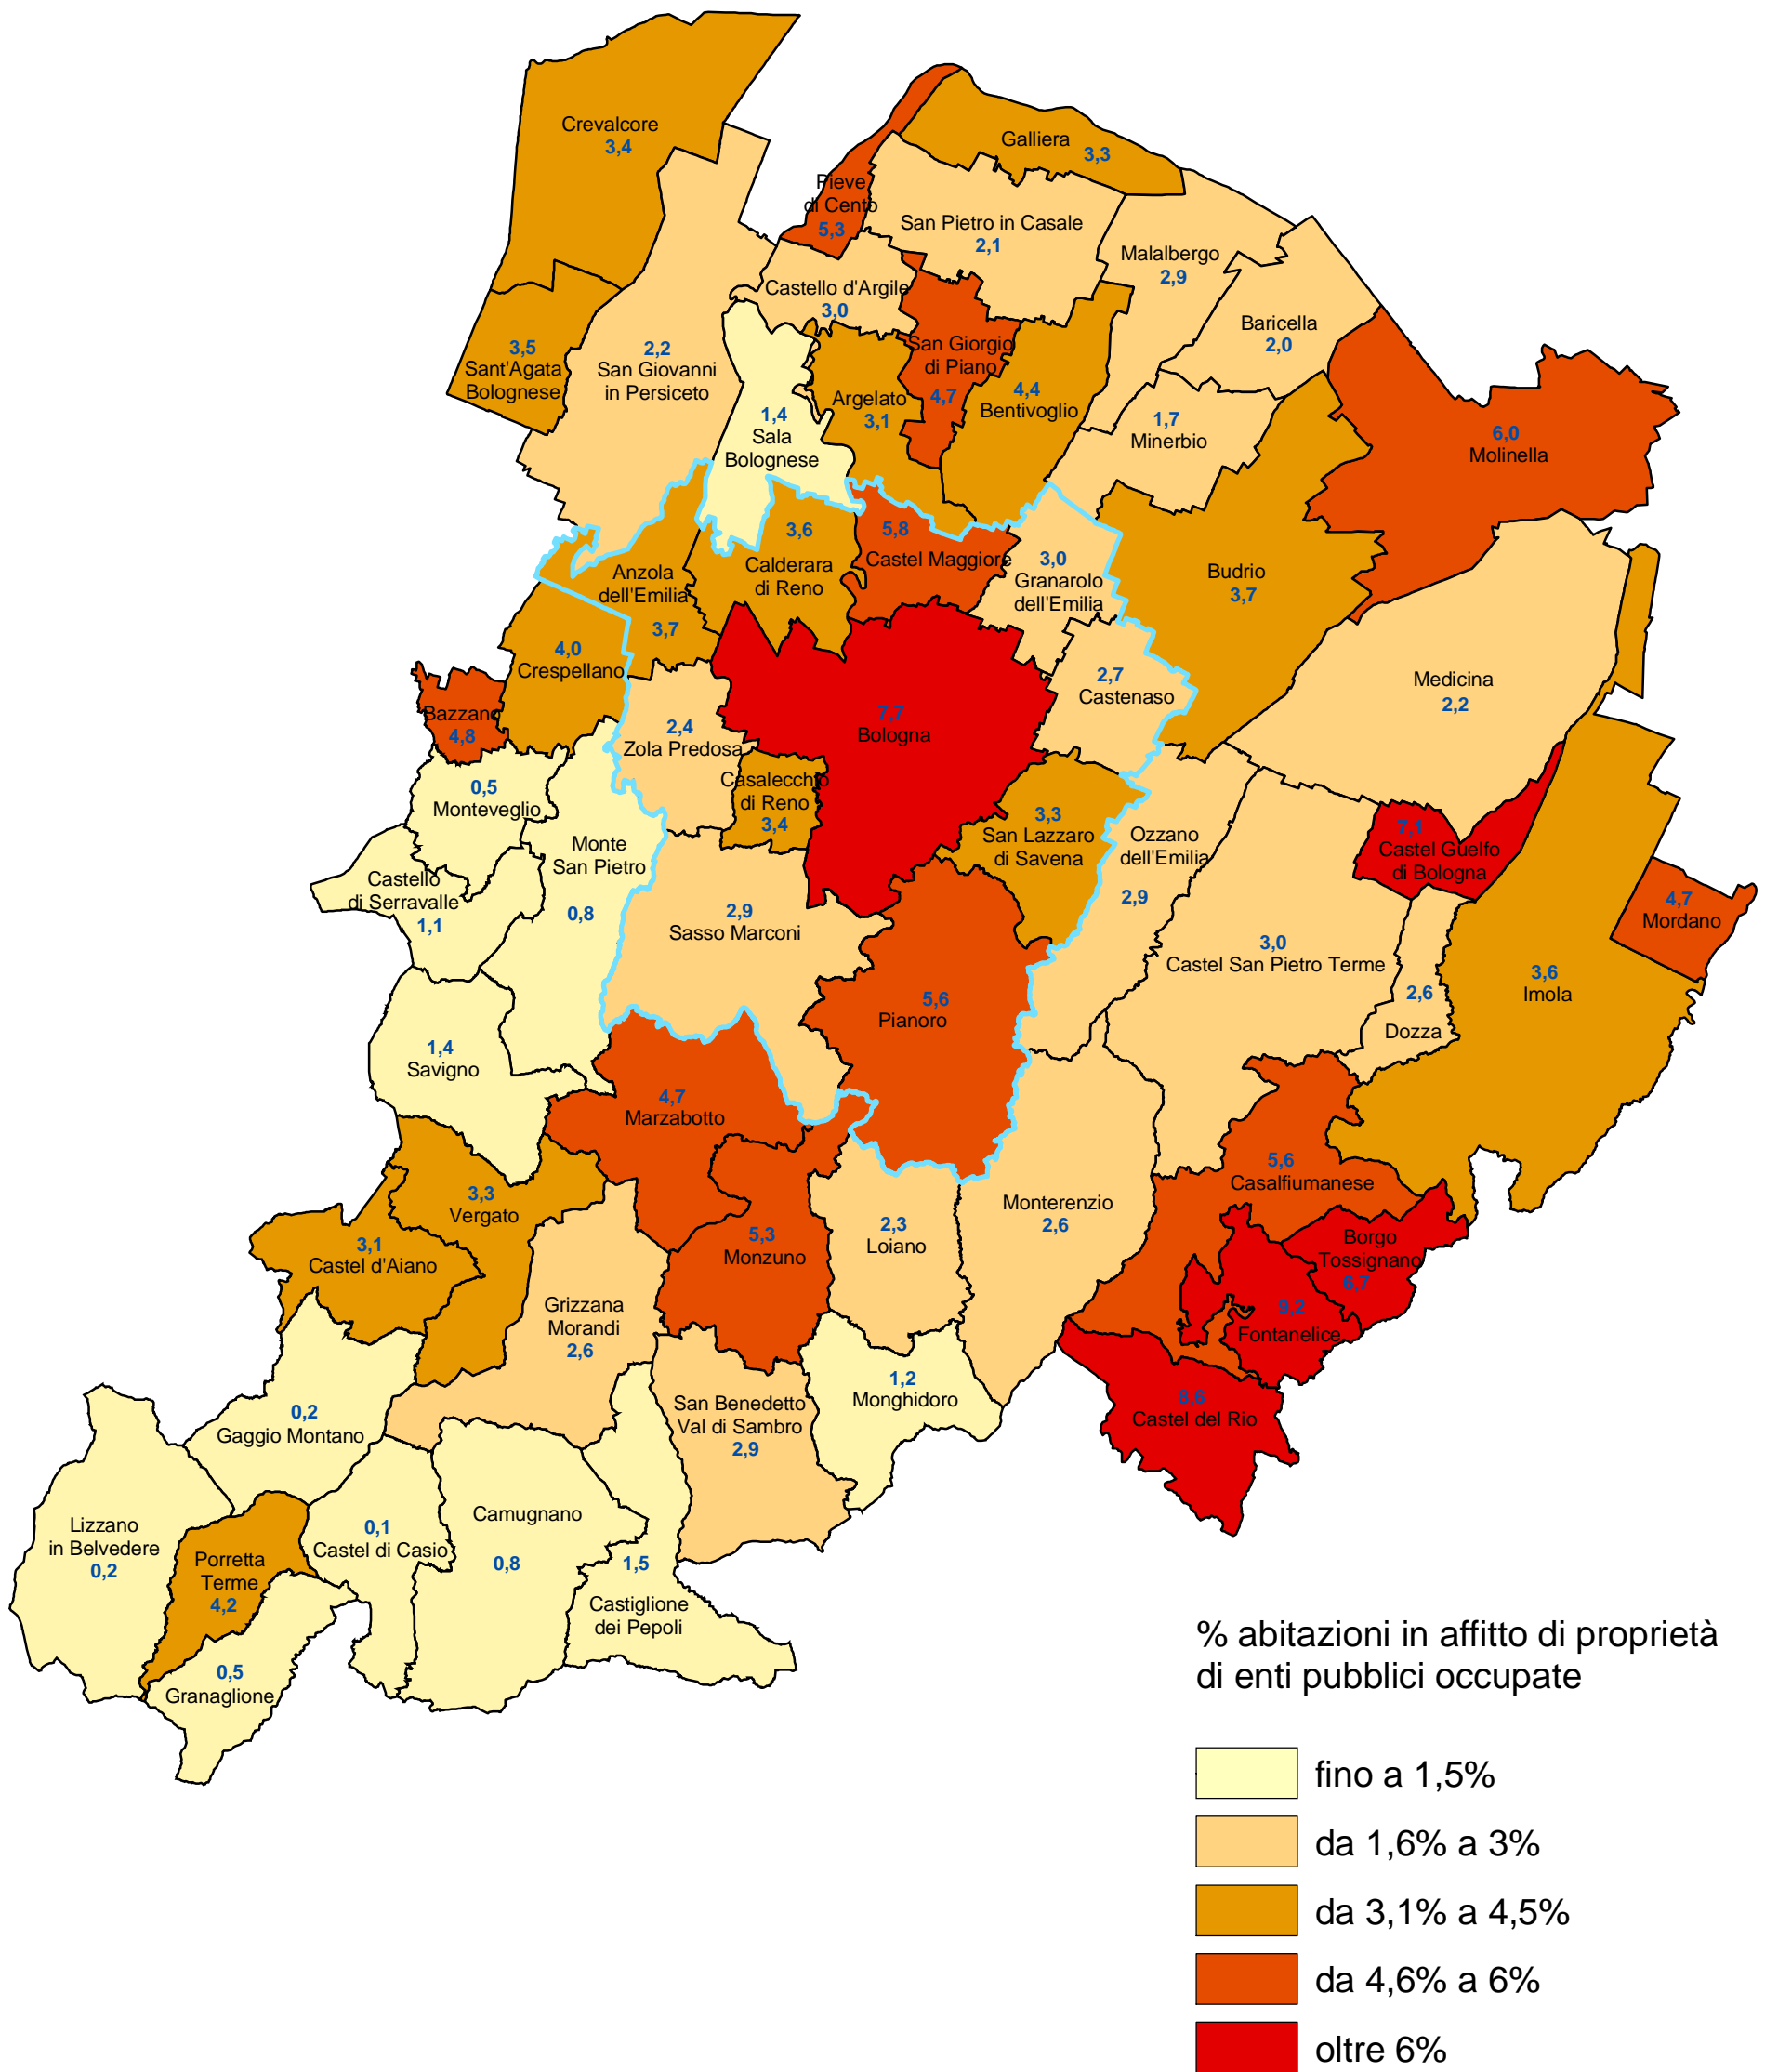 Crevalcore
3,4
Galliera 3,3
Pieve
di Cento
5,3
San Pietro in Casale
2,1
Malalbergo
2,9
Castello d'Argile
3,0
Baricella
2,0
3,5
Sant'Agata
Bolognese
2,2
San Giovanni
in Persiceto
San Giorgio
di Piano
4,7
Argelato
3,1
4,4
Bentivoglio
1,4
Sala
Bolognese
1,7
Minerbio
6,0
Molinella
3,6
Calderara
di Reno
5,8
Castel Maggiore
3,0
Granarolo
dell'Emilia
Anzola
dell'Emilia
3,7
Budrio
3,7
4,0
Crespellano
2,7
Castenaso
Medicina
2,2
Bazzano
4,8
2,4
Zola Predosa
7,7
Bologna
0,5
Monteveglio
Casalecchio
di Reno
3,4
3,3
San Lazzaro
di Savena
Ozzano
dell'Emilia
2,9
7,1
Castel Guelfo
di Bologna
Monte
San Pietro
0,8
Castello
di Serravalle
1,1
2,9
Sasso Marconi
4,7
Mordano
3,0
Castel San Pietro Terme
2,6
Dozza
3,6
Imola
5,6
Pianoro
1,4
Savigno
4,7
Marzabotto
5,6
Casalfiumanese
3,3
Vergato
Monterenzio
2,6
2,3
Loiano
5,3
Monzuno
3,1
Castel d'Aiano
Borgo
Tossignano
6,7
9,2
Fontanelice
Grizzana
Morandi
2,6
1,2
Monghidoro
San Benedetto
Val di Sambro
2,9
8,6
Castel del Rio
0,2
Gaggio Montano
Camugnano
0,8
0,1
Castel di Casio
Lizzano
in Belvedere
0,2
Porretta
Terme
4,2
1,5
Castiglione
dei Pepoli
0,5
Granaglione
% abitazioni in affitto di proprietà
di enti pubblici occupate
fino a 1,5%
da 1,6% a 3%
da 3,1% a 4,5%
da 4,6% a 6%
oltre 6%